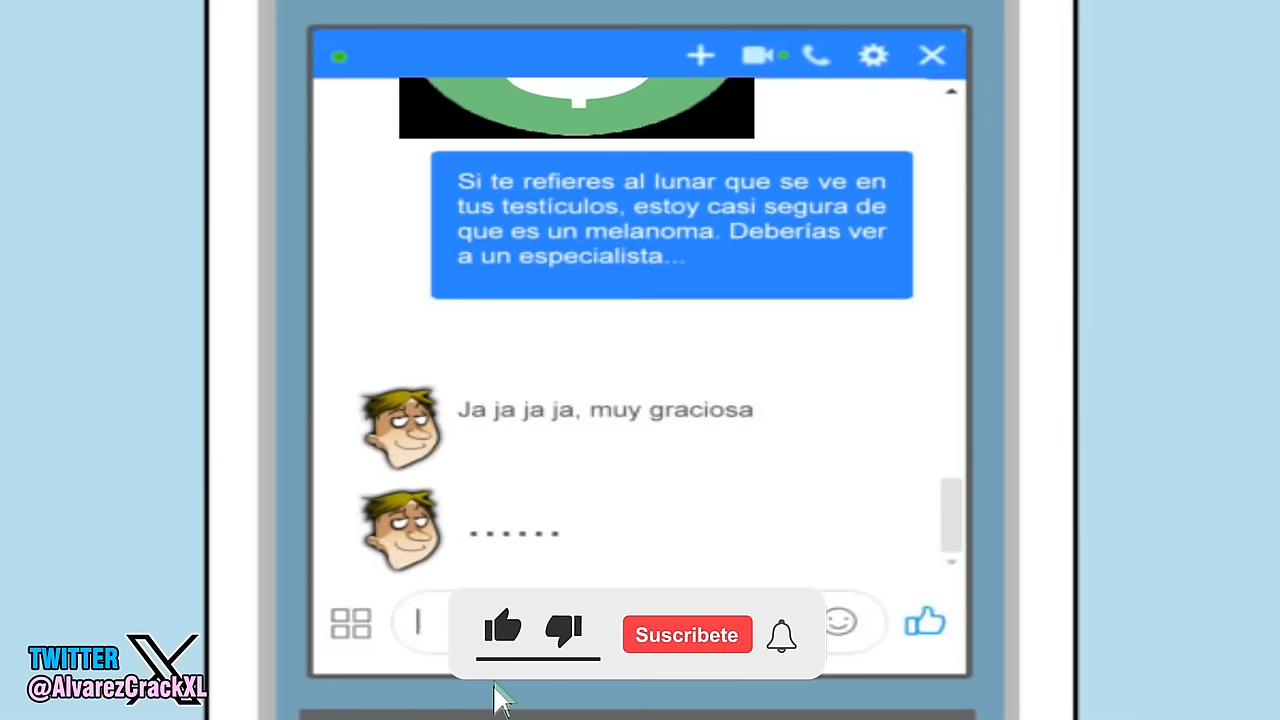 Si te refieres al lunar que se ve en
tus testículos, estoy casi segura de
que es un melanoma. Deberías ver
a un especialista...
Ja ja ja ja, muy graciosa
......
Suscribete
TWITTER
@AlvarezCrackXL